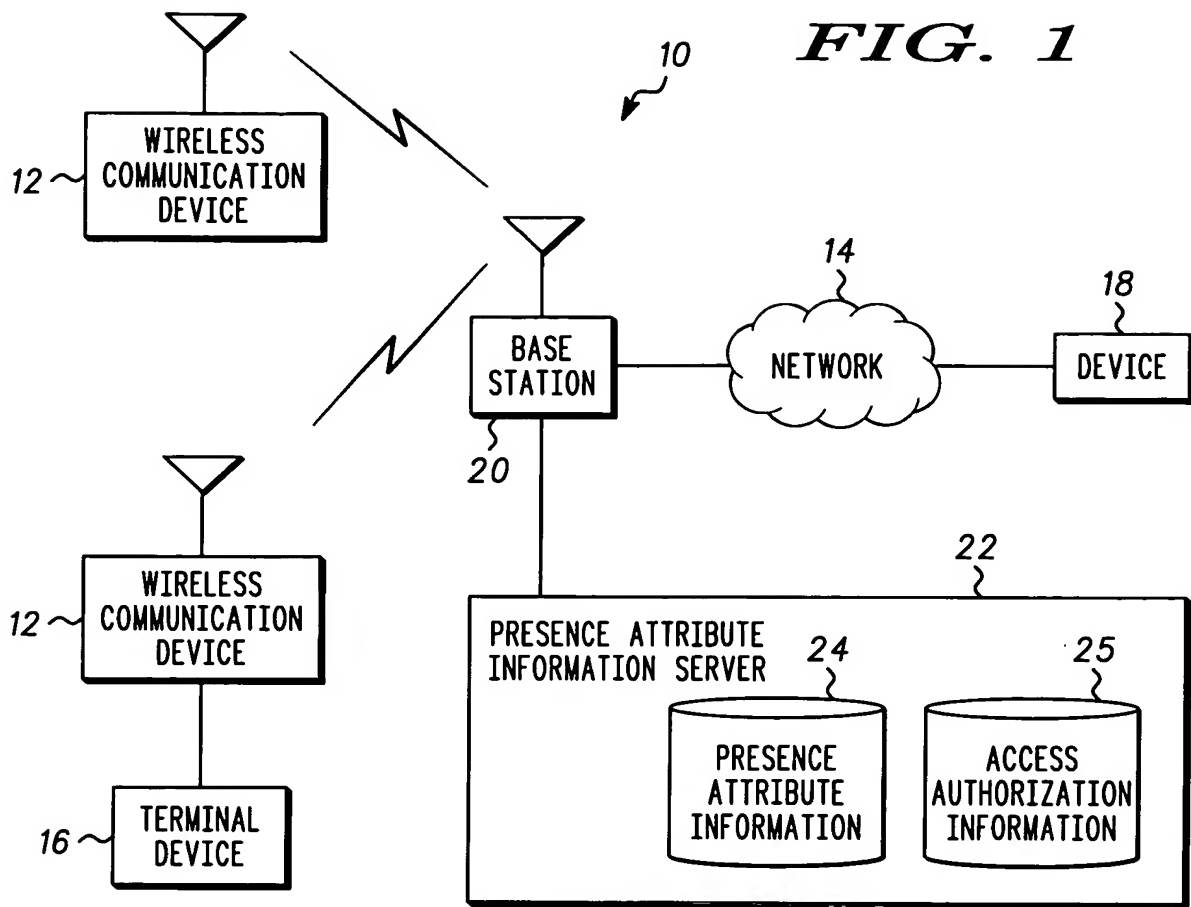 FIG. 1
10
WIRELESS
COMMUNICATION
DEVICE
12
14
18
BASE
STATION
NETWORK
DEVICE
20
WIRELESS
COMMUNICATION
DEVICE
12
22
PRESENCE ATTRIBUTE
INFORMATION SERVER
24
25
PRESENCE
ATTRIBUTE
INFORMATION
ACCESS
AUTHORIZATION
INFORMATION
TERMINAL
DEVICE
16